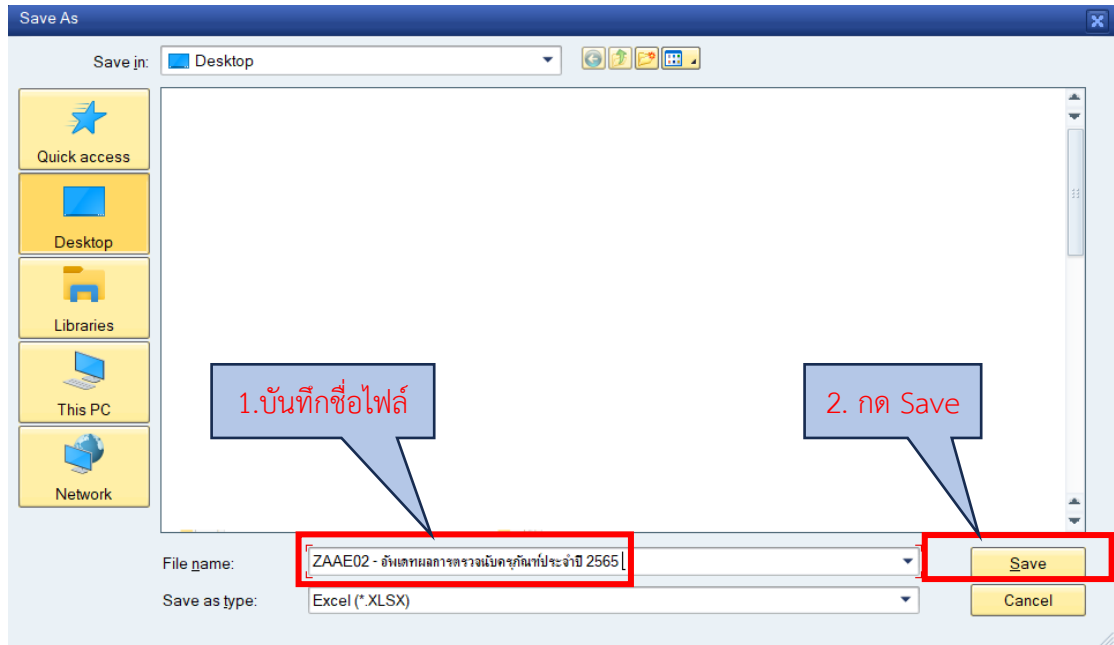 Save As
Save in:
Desktop
Quick access
Desktop
Libraries
This PC
Network
1.บันทึกชื่อไฟล์
2. กด Save
File name:
ZAAE02 - อัพเดทผลการตรวจนับครุภัณฑ์ประจำปี 2565
Save
Save as type:
Excel (*.XLSX)
Cancel